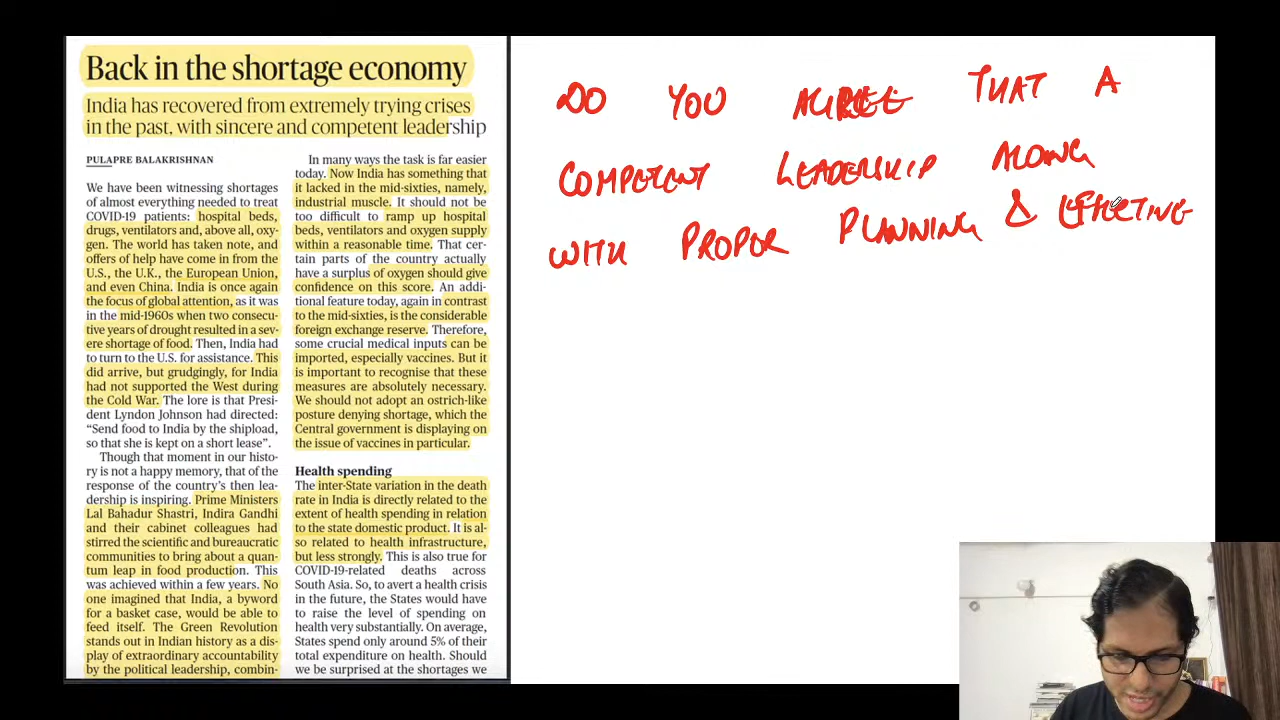 Back in the shortage economy
India has recovered from extremely trying crises
in the past, with sincere and competent leadership
PULAPRE BALAKRISHNAN
We have been witnessing shortages
of almost everything needed to treat
COVID-19 patients: hospital beds,
drugs, ventilators and, above all, oxy-
gen. The world has taken note, and
offers of help have come in from the
U.S., the U.K., the European Union,
and even China. India is once again
the focus of global attention, as it was
in the mid-1960s when two consecu-
tive years of drought resulted in a sev-
ere shortage of food. Then, India had
to turn to the U.S. for assistance. This
did arrive, but grudgingly, for India
had not supported the West during
the Cold War. The lore is that Presi-
dent Lyndon Johnson had directed:
“Send food to India by the shipload,
so that she is kept on a short lease”.
Though that moment in our histo-
ry is not a happy memory, that of the
response of the country’s then lea-
dership is inspiring. Prime Ministers
Lal Bahadur Shastri, Indira Gandhi
and their cabinet colleagues had
stirred the scientific and bureaucratic
communities to bring about a quan-
tum leap in food production. This
was achieved within a few years. No
one imagined that India, a byword
for a basket case, would be able to
feed itself. The Green Revolution
stands out in Indian history as a dis-
play of extraordinary accountability
by the political leadership, combin-
In many ways the task is far easier
today. Now India has something that
it lacked in the mid-sixties, namely,
industrial muscle. It should not be
too difficult to ramp up hospital
beds, ventilators and oxygen supply
within a reasonable time. That cer-
tain parts of the country actually
have a surplus of oxygen should give
confidence on this score. An addi-
tional feature today, again in contrast
to the mid-sixties, is the considerable
foreign exchange reserve. Therefore,
some crucial medical inputs can be
imported, especially vaccines. But it
is important to recognise that these
measures are absolutely necessary.
We should not adopt an ostrich-like
posture denying shortage, which the
Central government is displaying on
the issue of vaccines in particular.
Health spending
The inter-State variation in the death
rate in India is directly related to the
extent of health spending in relation
to the state domestic product. It is al-
so related to health infrastructure,
but less strongly. This is also true for
COVID-19-related deaths across
South Asia. So, to avert a health crisis
in the future, the States would have
to raise the level of spending on
health very substantially. On average,
States spend only around 5% of their
total expenditure on health. Should
we be surprised at the shortages we
DO YOU AGREE THAT A
COMPETENT LEADERSHIP ALONG
WITH PROPOR PLANNING & EFFECTING